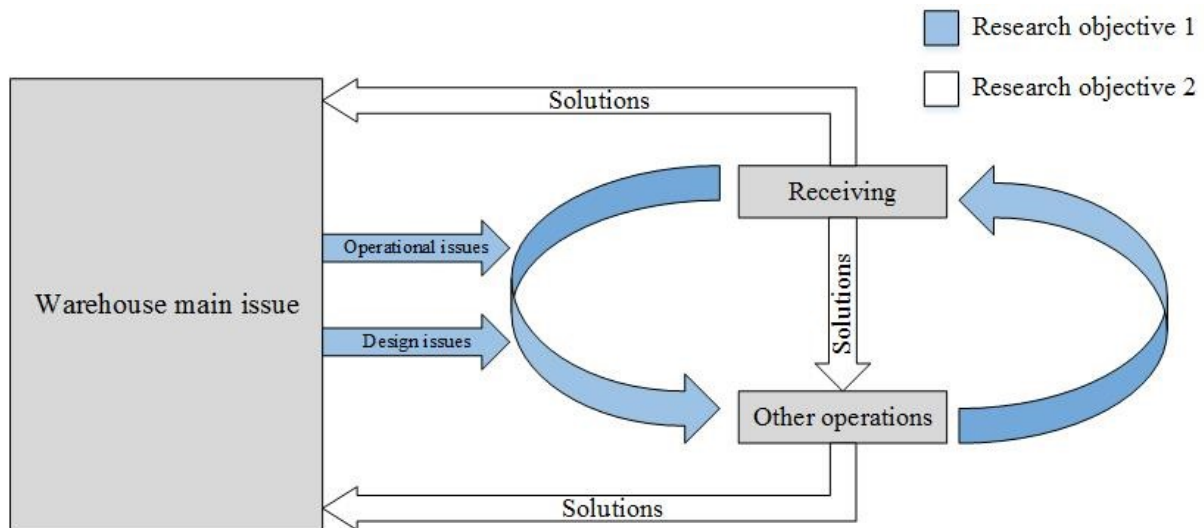 Research objective 1
Research objective 2
Solutions
Receiving
Operational issues
Warehouse main issue
Solutions
Design issues
Other operations
Solutions